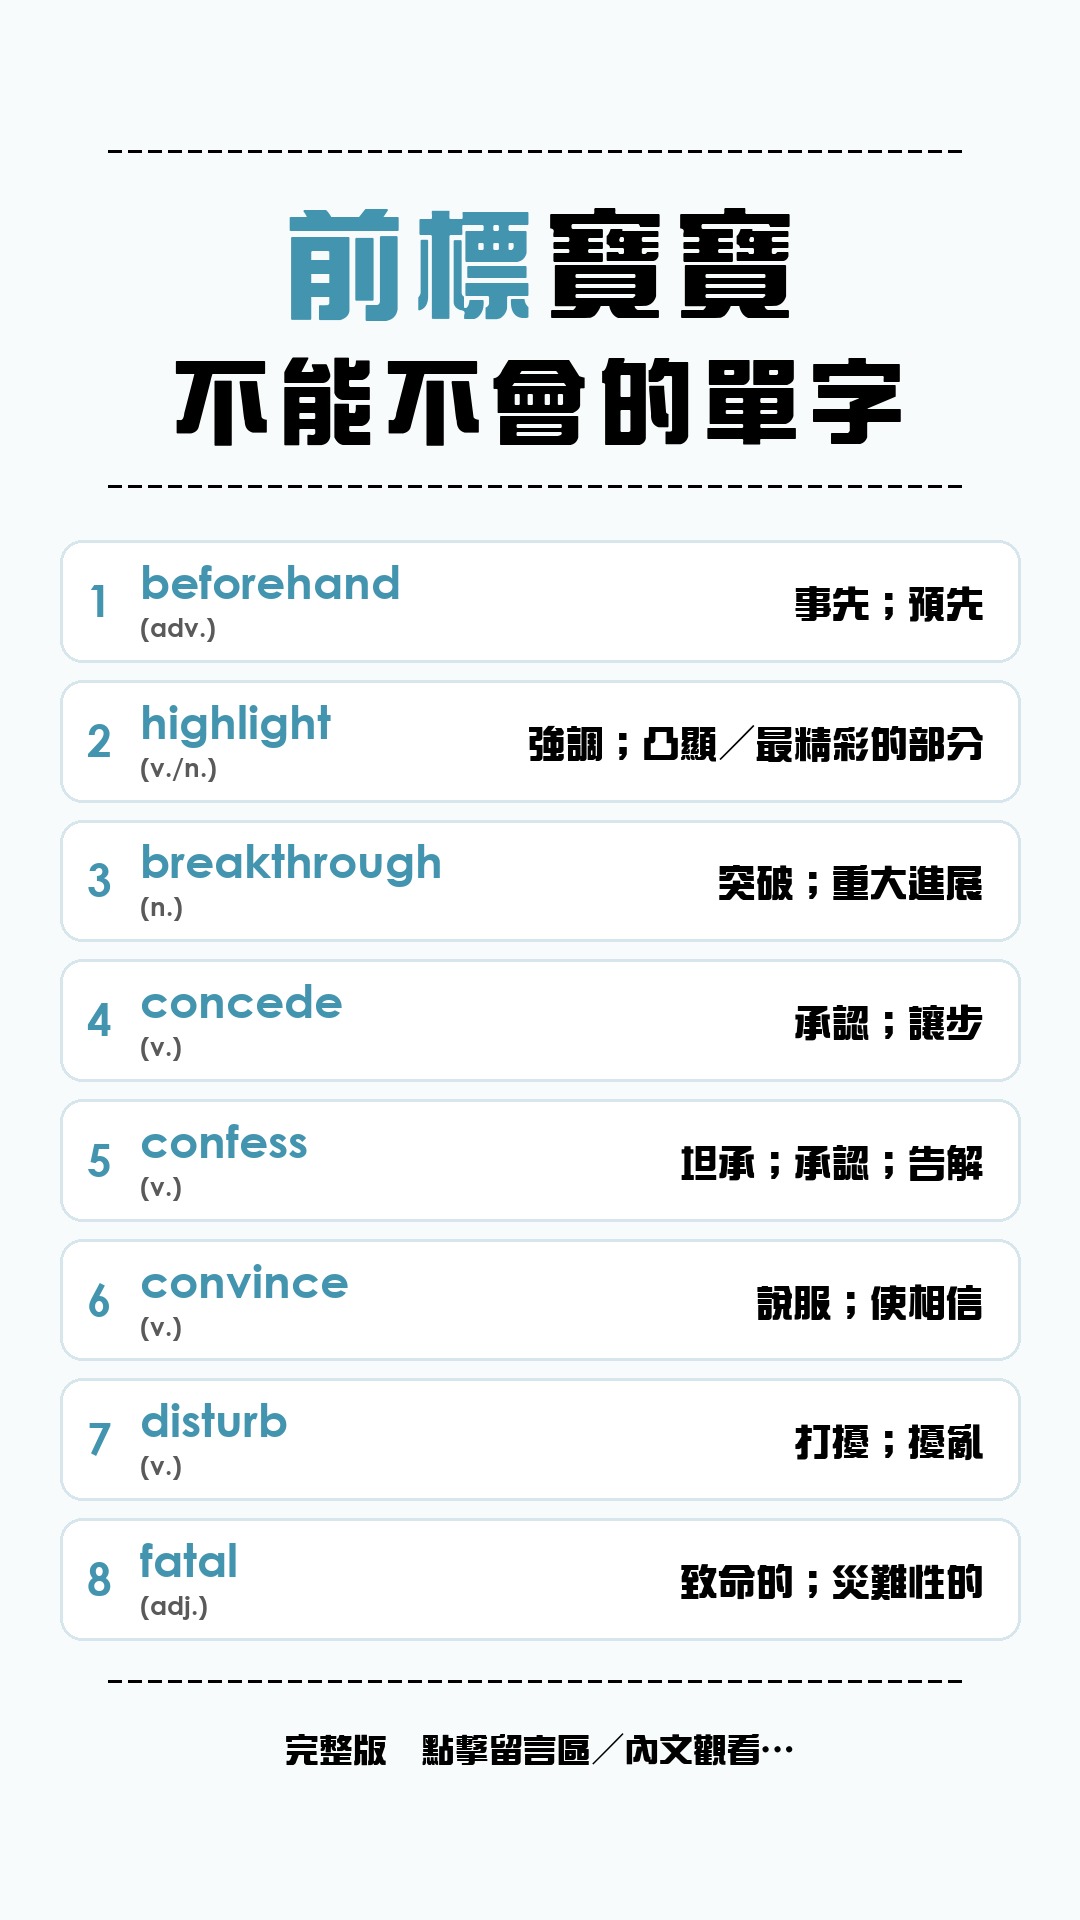 前標寶寶
不能不會的單字
1 beforehand
(adv.)
事先；預先
2 highlight
(v./n.)
強調；凸顯／最精彩的部分
3 breakthrough
(n.)
突破；重大進展
4 concede
(v.)
承認；讓步
5 confess
(v.)
坦承；承認；告解
6 convince
(v.)
說服；使相信
7 disturb
(v.)
打擾；擾亂
8 fatal
(adj.)
致命的；災難性的
完整版　點擊留言區／內文觀看…